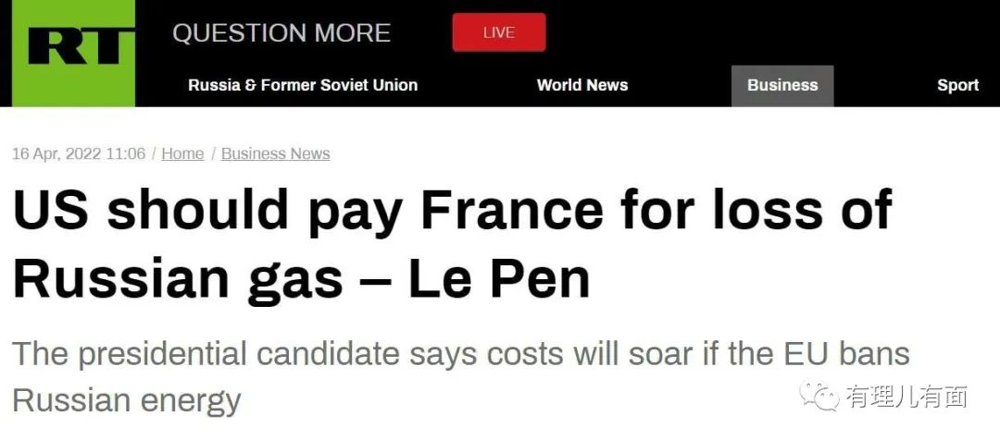 RT
QUESTION MORE
LIVE
Russia & Former Soviet Union World News Business Sport
16 Apr, 2022 11:06 / Home / Business News
US should pay France for loss of
Russian gas – Le Pen
The presidential candidate says costs will soar if the EU bans
Russian energy
有理儿有面